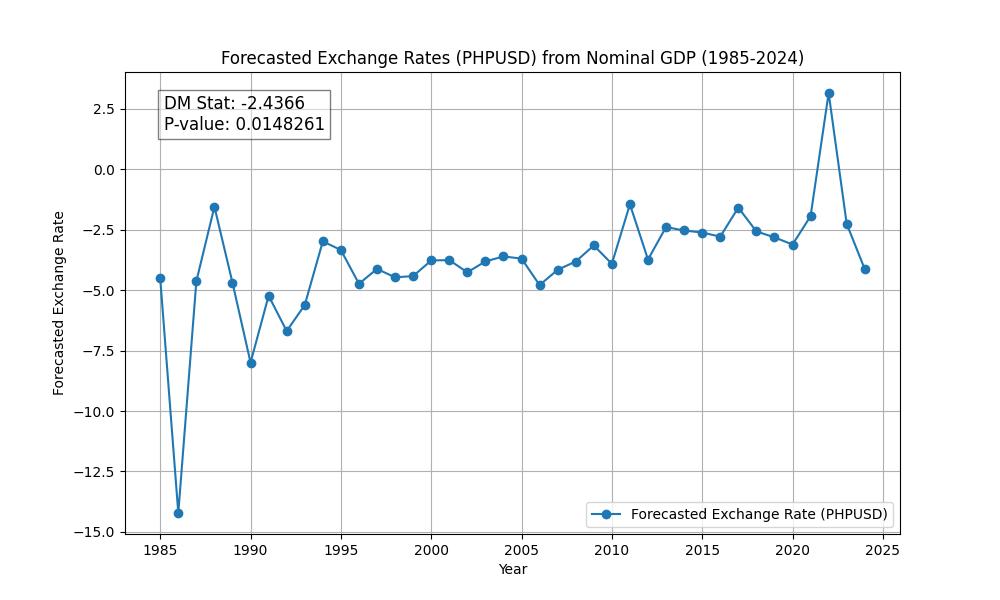 Forecasted Exchange Rates (PHPUSD) from Nominal GDP (1985-2024)
DM Stat: -2.4366
P-value: 0.0148261
Forecasted Exchange Rate
2.5
0.0
−2.5
−5.0
−7.5
−10.0
−12.5
−15.0
Forecasted Exchange Rate (PHPUSD)
1985 1990 1995 2000 2005 2010 2015 2020 2025
Year